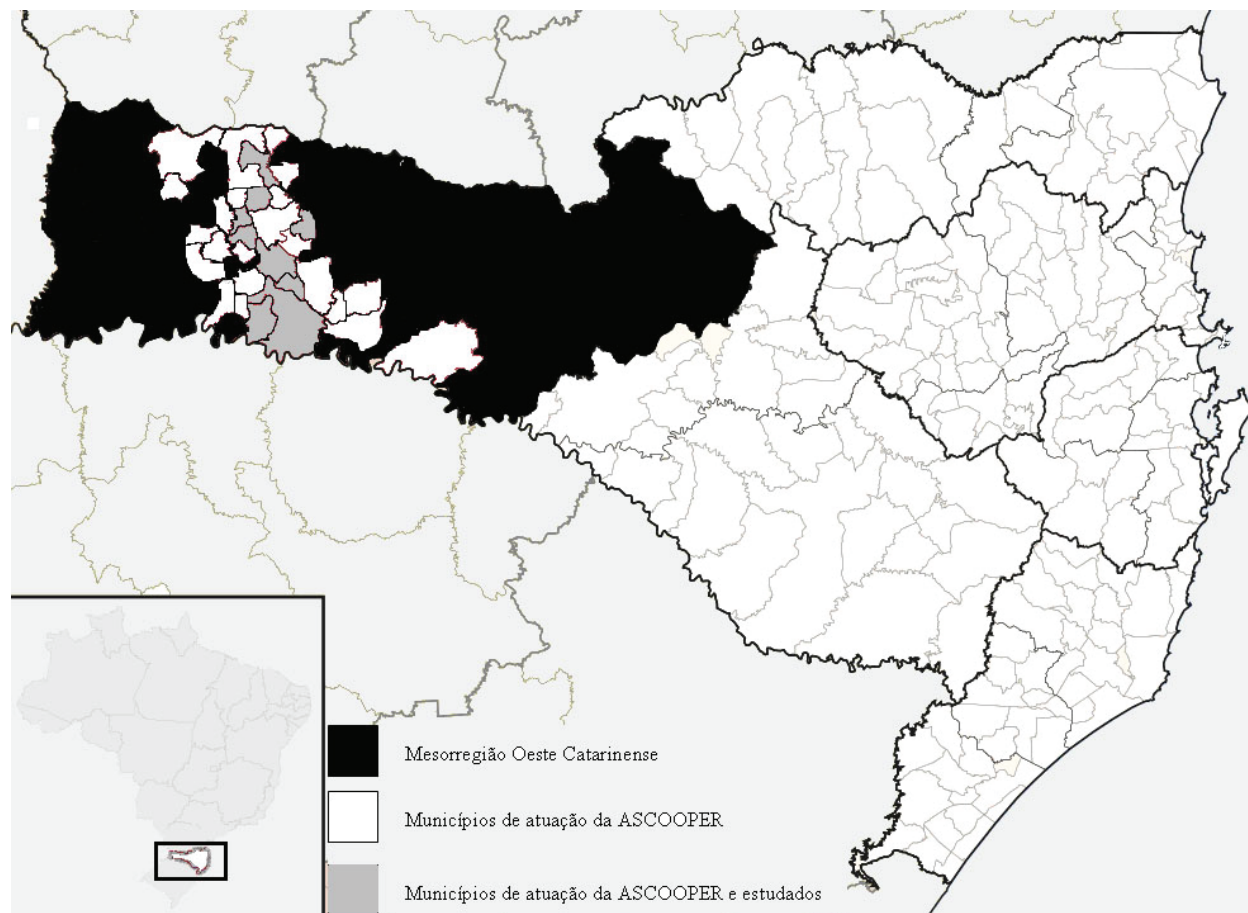 Mesorregião Oeste Catarinense
Municípios de atuação da ASCOOPER
Municípios de atuação da ASCOOPER e estudados